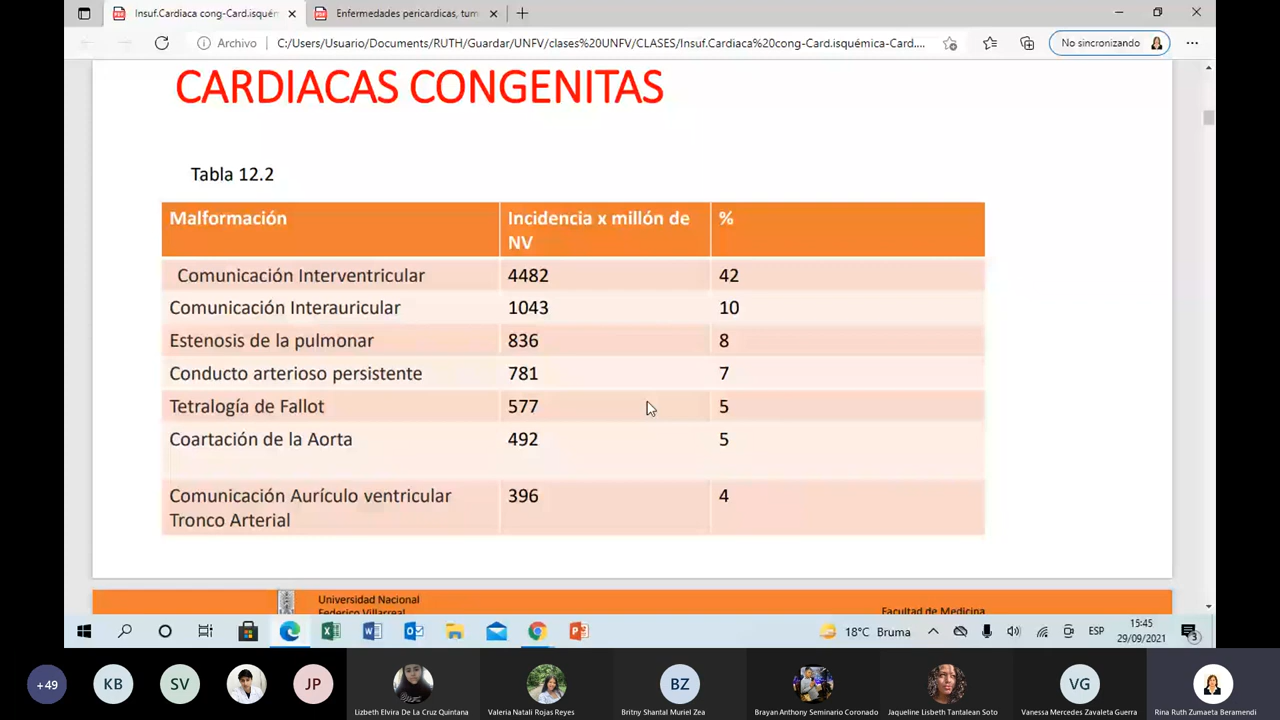 Insuf.Cardiaca cong-Card.isquém
Enfermedades pericardicas, tum
Archivo
C:/Users/Usuario/Documents/RUTH/Guardar/UNFV/clases%20UNFV/CLASES/Insuf.Cardiaca%20cong-Card.isquémica-Card....
No sincronizando
CARDIACAS CONGENITAS
Tabla 12.2
Malformación
Incidencia x millón de
NV
%
Comunicación Interventricular 4482 42
Comunicación Interauricular 1043 10
Estenosis de la pulmonar 836 8
Conducto arterioso persistente 781 7
Tetralogía de Fallot 577 5
Coartación de la Aorta 492 5
Comunicación Aurículo ventricular 396 4
Tronco Arterial
Universidad Nacional
Federico Villarreal
Facultad de Medicina
18°C Bruma
ESP
15:45
29/09/2021
3
+49
KB
SV
JP
BZ
VG
Lizbeth Elvira De La Cruz Quintana
Valeria Natali Rojas Reyes
Britny Shantal Muriel Zea
Brayan Anthony Seminario Coronado
Jaqueline Lisbeth Tantalean Soto
Vanessa Mercedes Zavaleta Guerra
Rina Ruth Zumaeta Beramendi